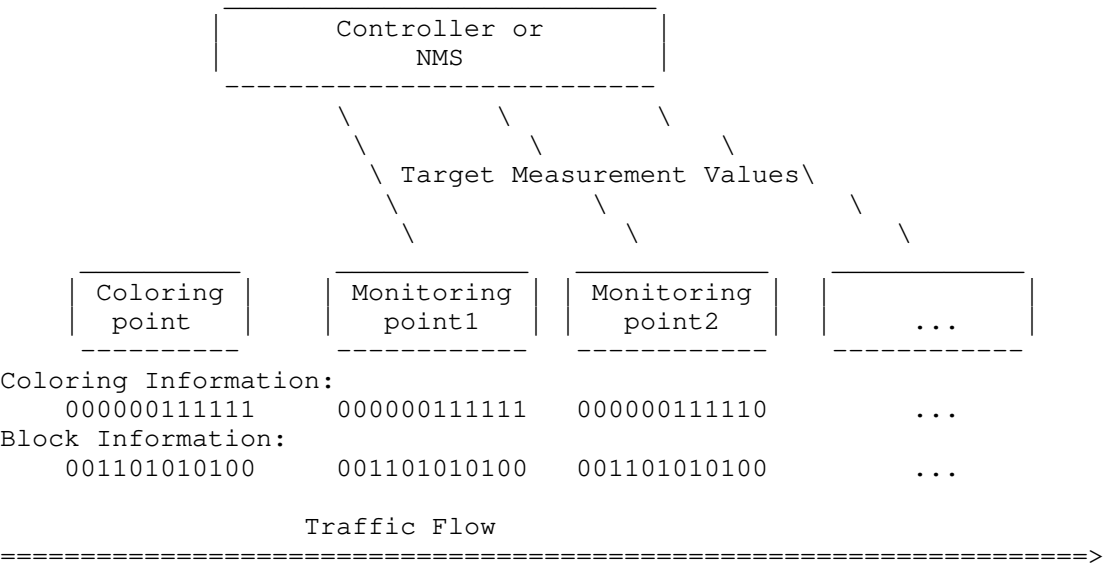 Controller or
NMS
Target Measurement Values
Coloring Monitoring Monitoring
point point1 point2 ...
Coloring Information:
000000111111 000000111111 000000111110 ...
Block Information:
001101010100 001101010100 001101010100 ...
Traffic Flow